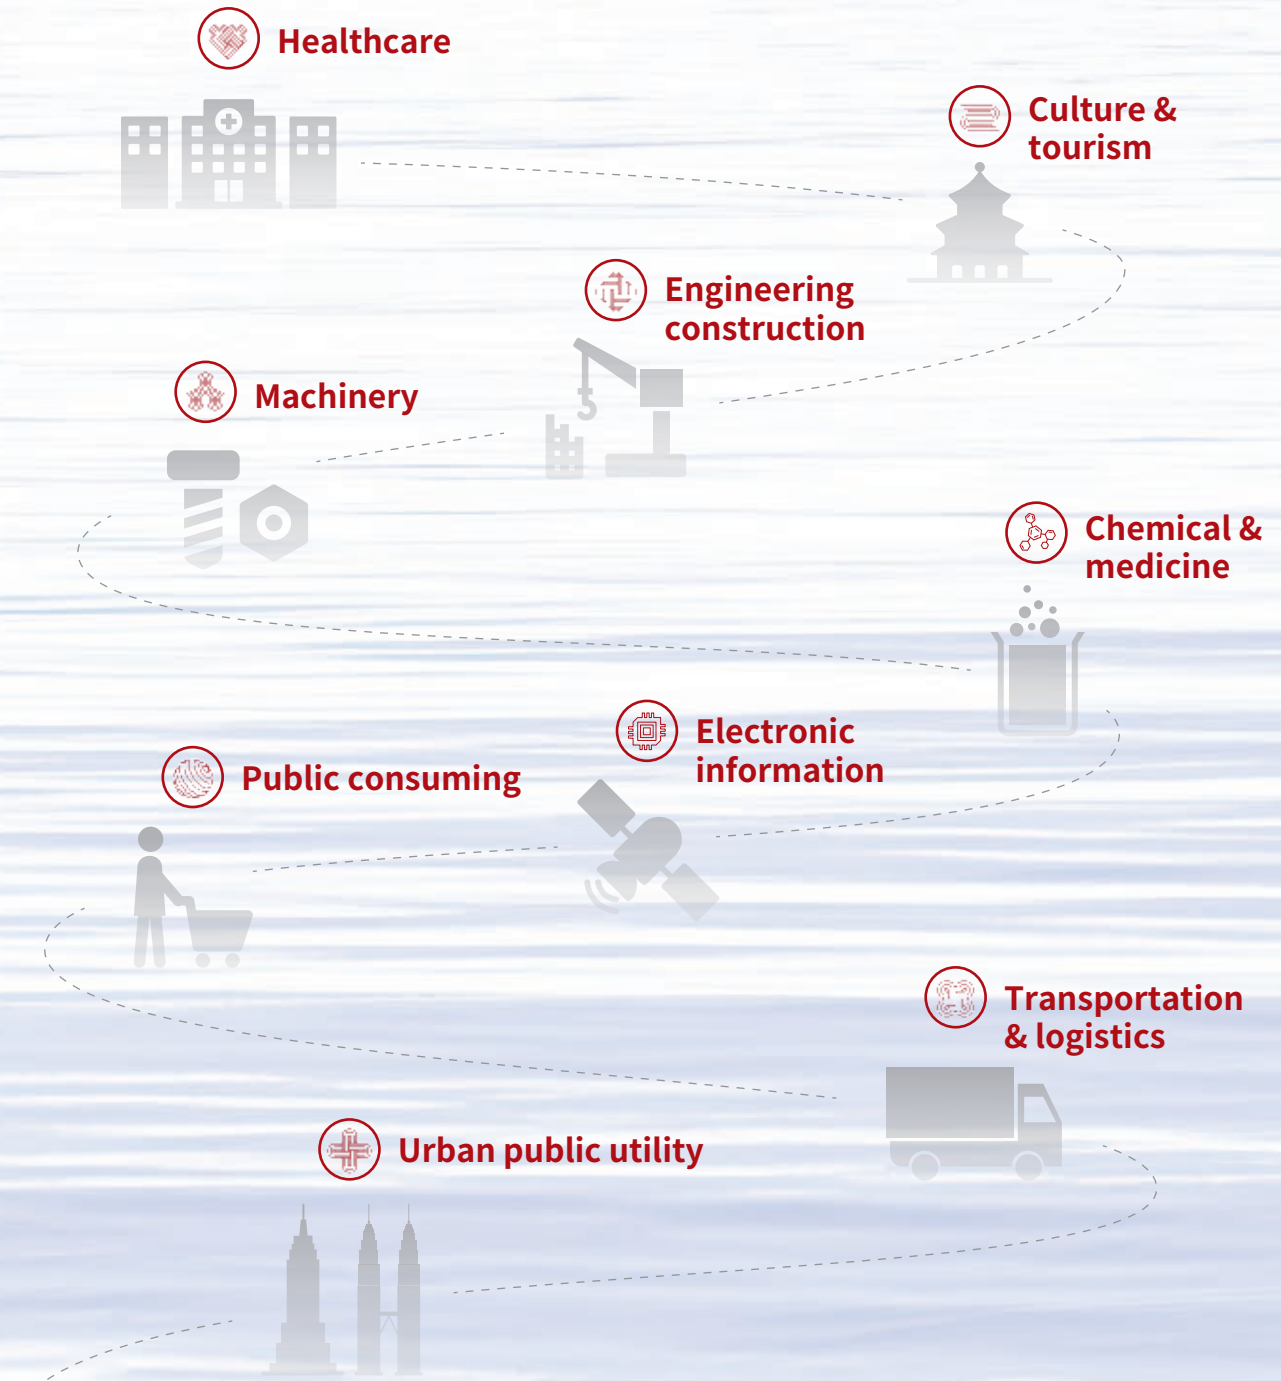 Healthcare
Culture &
tourism
Engineering
construction
Machinery
Chemical &
medicine
Electronic
information
Public consuming
Transportation
& logistics
Urban public utility